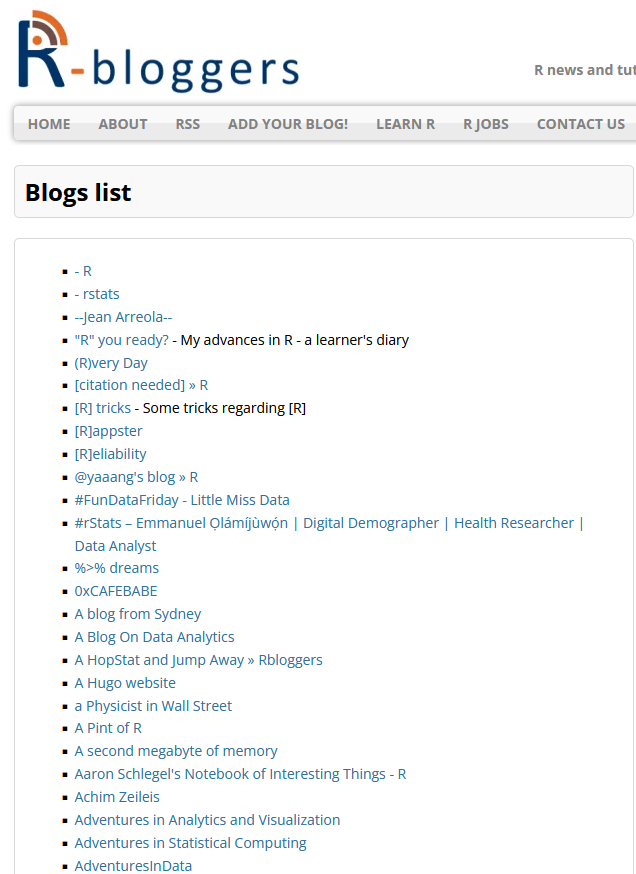 R-bloggers
R news and tut
HOME ABOUT RSS ADD YOUR BLOG! LEARN R R JOBS CONTACT US
Blogs list
- R
- rstats
--Jean Arreola--
"R" you ready? - My advances in R - a learner's diary
(R)very Day
[citation needed] » R
[R] tricks - Some tricks regarding [R]
[R]appster
[R]eliability
@yaaang's blog » R
#FunDataFriday - Little Miss Data
#rStats – Emmanuel Ọlámíjùwọ́n | Digital Demographer | Health Researcher |
Data Analyst
%>% dreams
0xCAFEBABE
A blog from Sydney
A Blog On Data Analytics
A HopStat and Jump Away » Rbloggers
A Hugo website
a Physicist in Wall Street
A Pint of R
A second megabyte of memory
Aaron Schlegel's Notebook of Interesting Things - R
Achim Zeileis
Adventures in Analytics and Visualization
Adventures in Statistical Computing
AdventuresInData